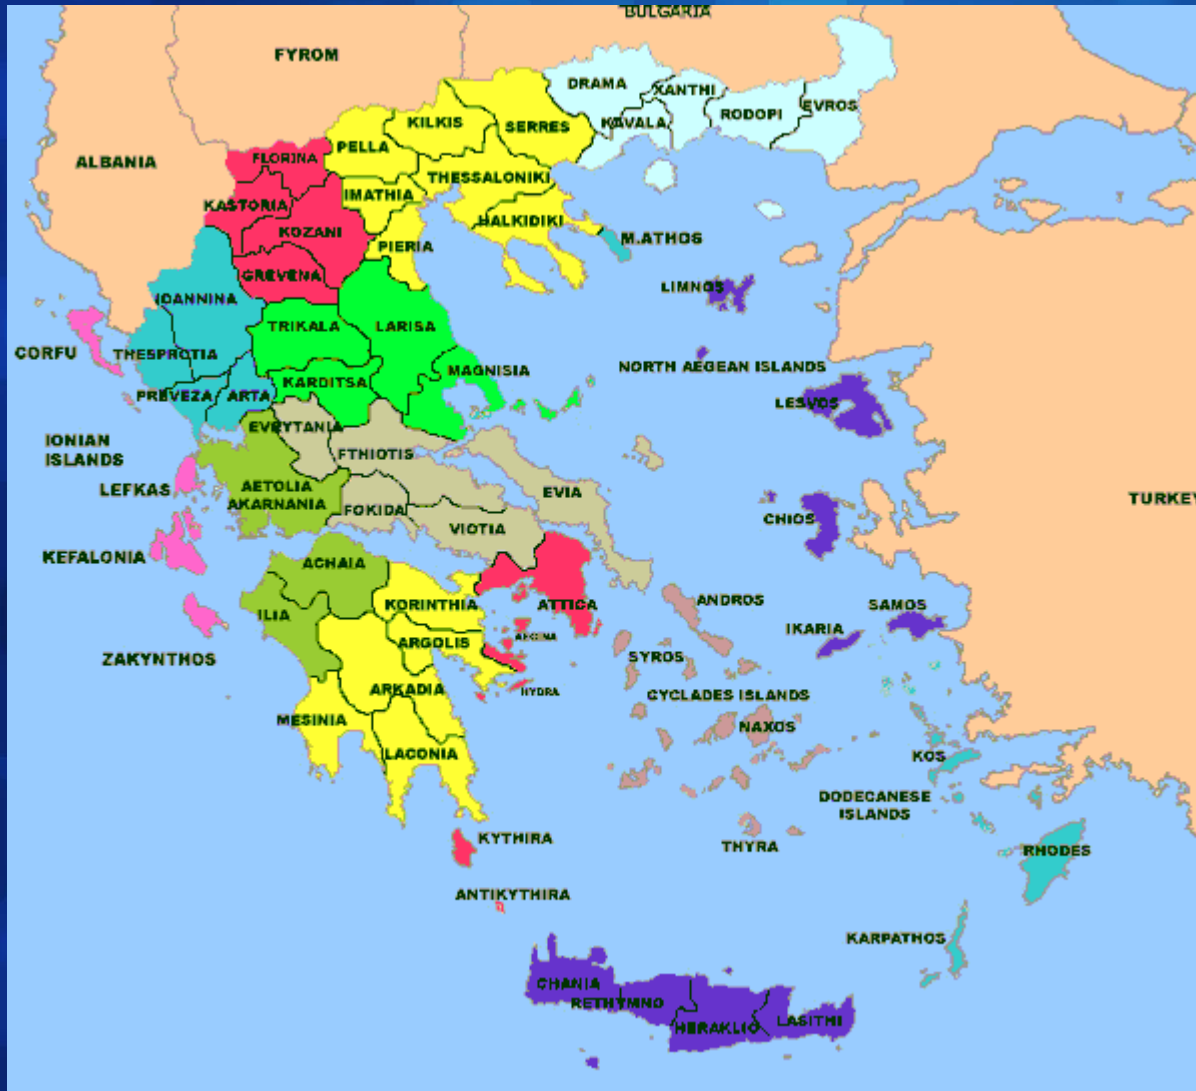 BULGARIA
FYROM
DRAMA
XANTHI
EVROS
RODOPI
KAVALA
KILKIS
SERRES
PELLA
ALBANIA
FLORINA
THESSALONIKI
IMATHIA
KASTORIA
HALKIDIKI
KOZANI
M.ATHOS
PIERIA
GREVENA
LIMNOS
IOANNINA
TRIKALA
LARISA
CORFU
THESPROTIA
NORTH AEGEAN ISLANDS
MAGNISIA
KARDITSA
PREVEZA
ARTA
LESVOS
EVRYTANIA
IONIAN
ISLANDS
FTHIOTIS
LEFKAS
AETOLIA
AKARNANIA
EVIA
TURKEY
FOKIDA
CHIOS
VIOTIA
KEFALONIA
ACHAIA
ANDROS
KORINTHIA
ATTICA
SAMOS
ILIA
IKARIA
AEGINA
ARGOLIS
ZAKYNTHOS
SYROS
ARKADIA
HYDRA
CYCLADES ISLANDS
MESINIA
NAXOS
LACONIA
KOS
DODECANESE
ISLANDS
KYTHIRA
THYRA
RHODES
ANTIKYTHIRA
KARPATHOS
CHANIA
RETHYMNO
HERAKLIO
LASITHI